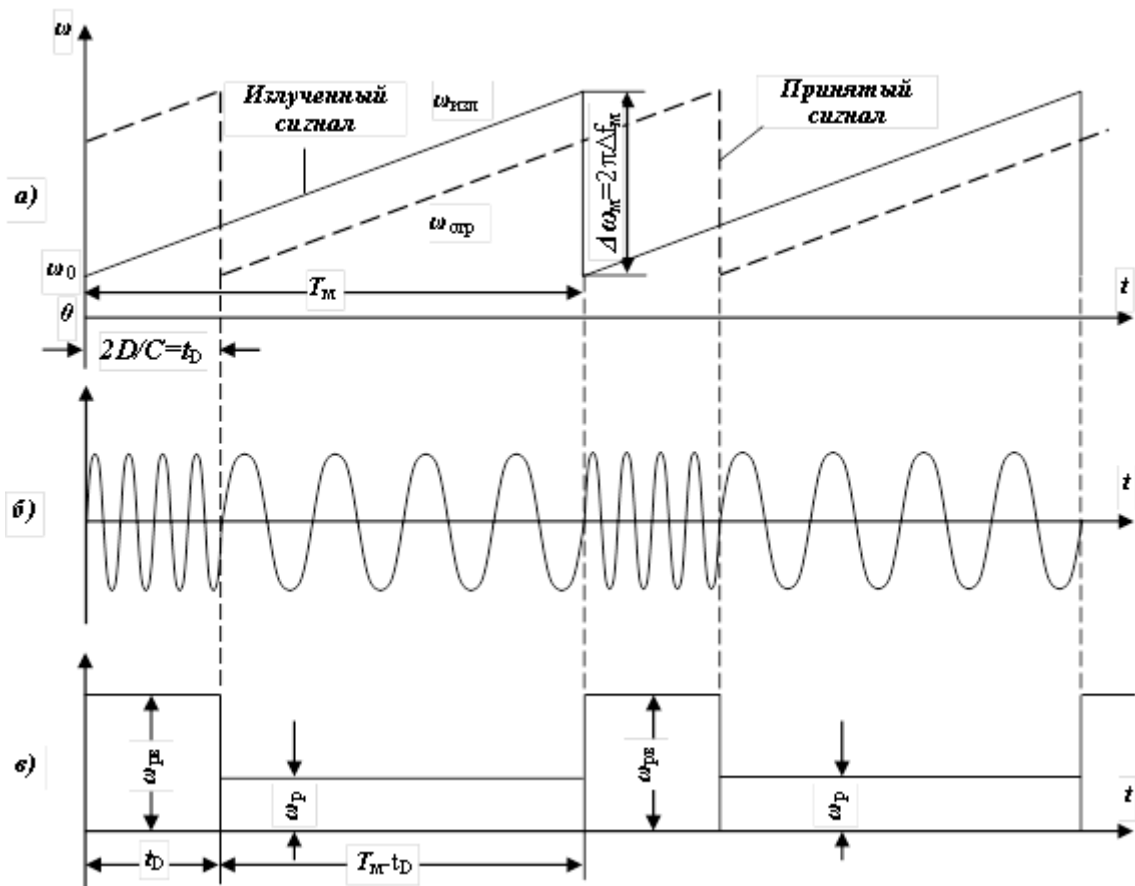 ω
Излученный
сигнал
ωизл
Принятый
сигнал
Δωм=2πΔfм
а)
ωотр
ω0
Tм
t
0
2D/C=tD
б)
t
в)
ωрв
ωр
ωрв
ωр
t
tD
Tм-tD